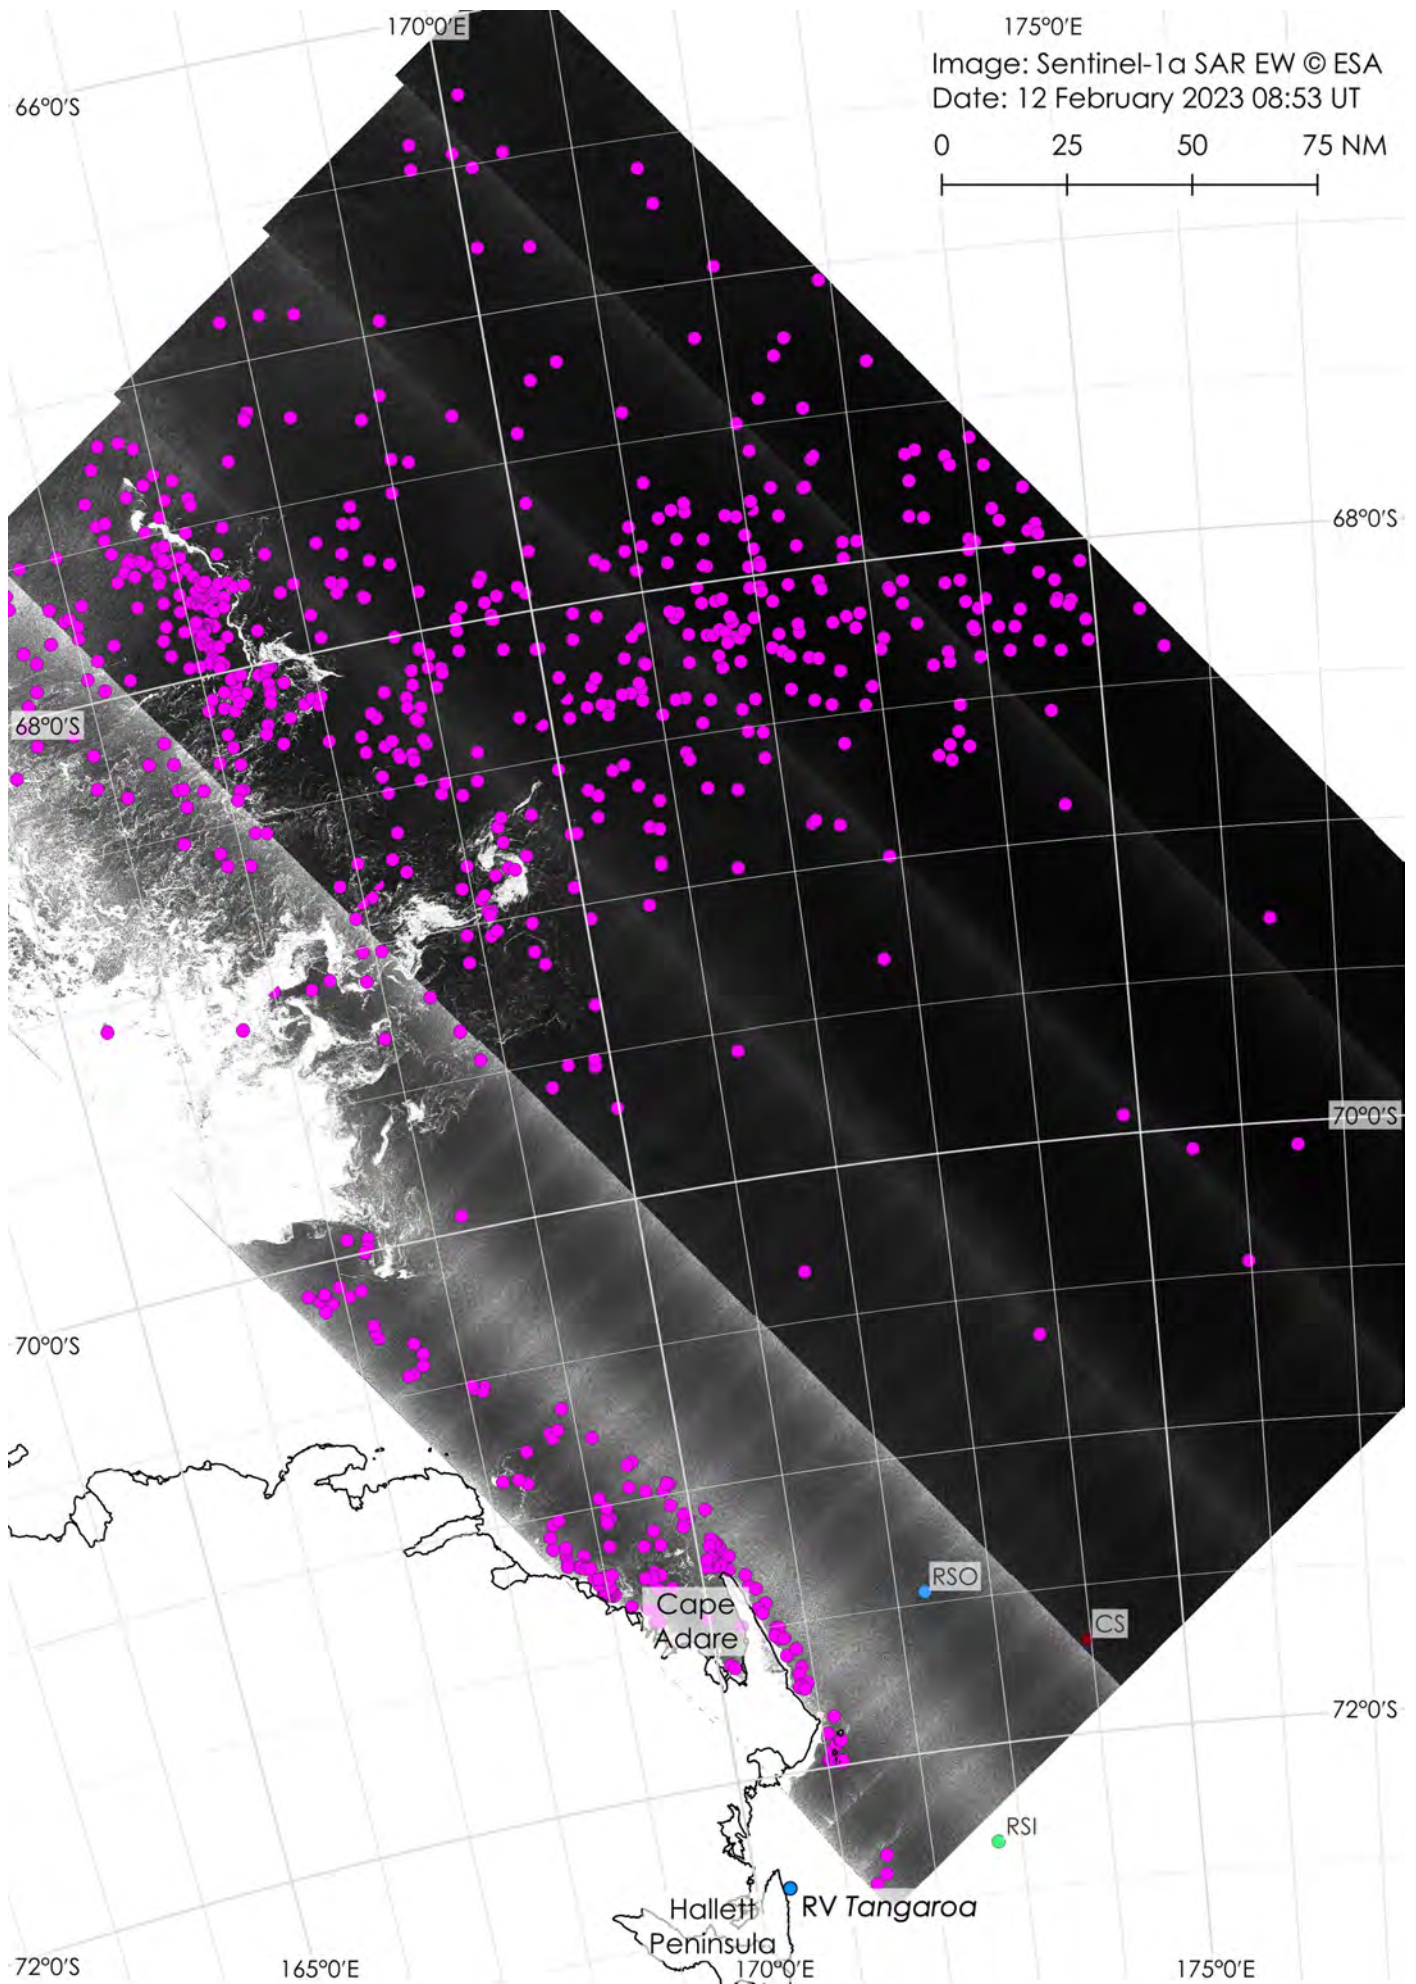 170°0'E
175°0'E
Image: Sentinel-1a SAR EW © ESA
Date: 12 February 2023 08:53 UT
66°0'S
0 25 50 75 NM
68°0'S
68°0'S
70°0'S
70°0'S
RSO
Cape
Adare
CS
72°0'S
RSI
Hallett
Peninsula
RV Tangaroa
72°0'S
165°0'E
170°0'E
175°0'E